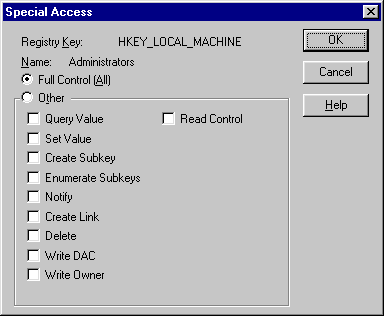 Special Access
Registry Key: HKEY_LOCAL_MACHINE
Name: Administrators
Full Control (All)
Other
Query Value
Set Value
Create Subkey
Enumerate Subkeys
Notify
Create Link
Delete
Write DAC
Write Owner
Read Control
OK
Cancel
Help